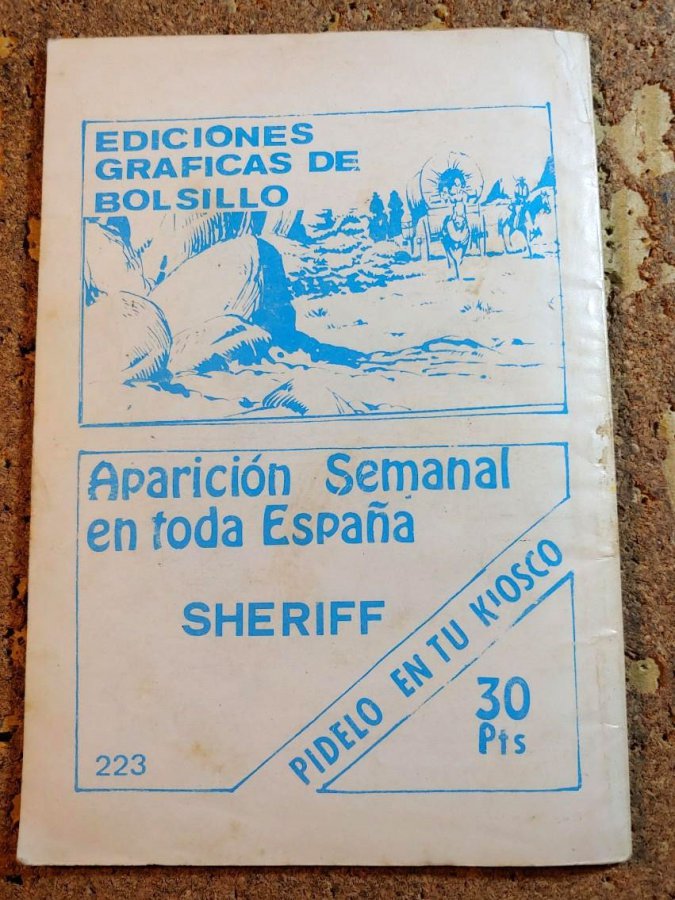 EDICIONES
GRAFICAS DE
BOLSILLO
Aparición Semanal
en toda España
SHERIFF
PIDELO EN TU KIOSCO
30
Pts
223